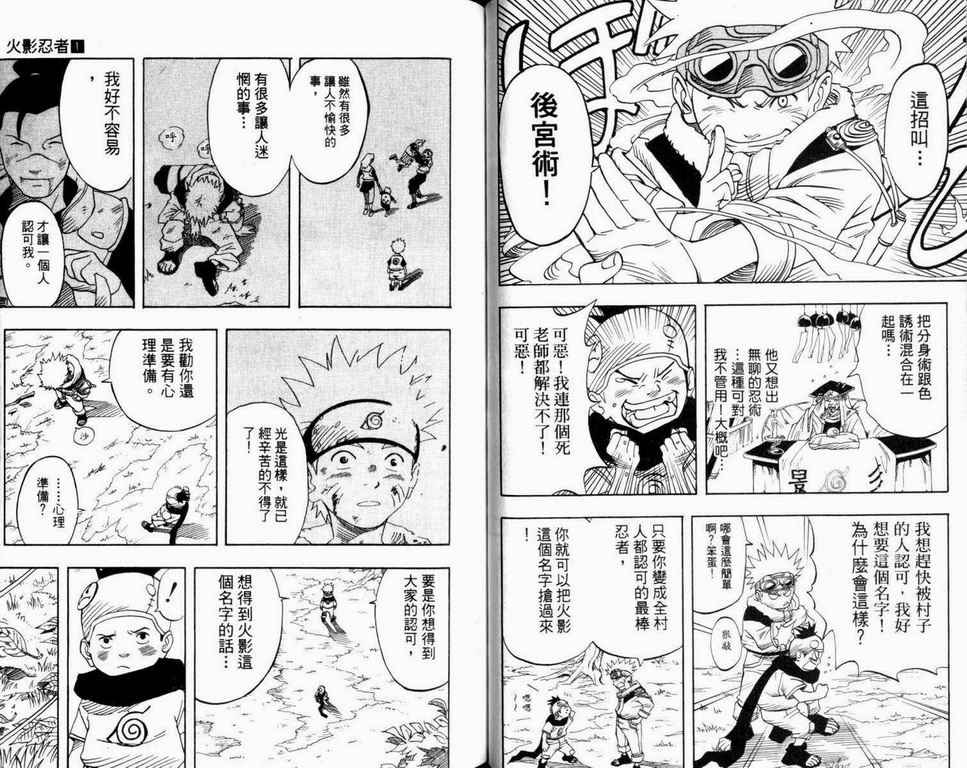 這招叫…
後宮術！
把分身術跟色
誘術混合在一
起嗎…
他又想出
無聊的忍術
…這種可對
我不管用！大概吧…
可惡！我連那個死
老師都解決不了！
可惡！
我想趕快被村子
的人認可，我好
想要這個名字！
為什麼會這樣？
哪會這麼簡單
啊？笨蛋！
只要你變成全村
人都認可的最棒
忍者，
你就可以把火影
這個名字搶過來
！
嗯嗯
火影忍者1
雖然有很多
讓人不愉快的
事，
有很多讓人迷
惘的事…
呼
呼
我好不容易
，
才讓一個人
認可我。
光是這樣，就已
經辛苦的不得了
了！
我勸你還
是要有心
理準備。
………心理
準備？
要是你想得到
大家的認可，
想得到火影這
個名字的話…
！